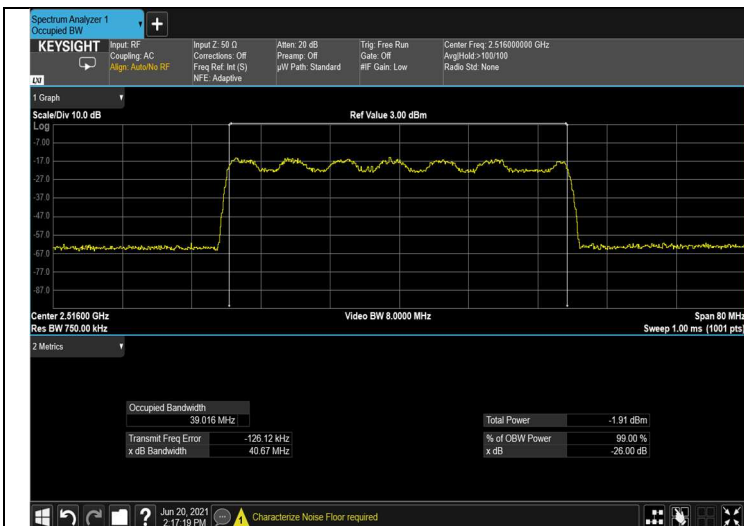 Spectrum Analyzer 1
Occupied BW
+
KEYSIGHT
LXI
Input: RF
Coupling: AC
Align: Auto/No RF
Input Z: 50 Ω
Corrections: Off
Freq Ref: Int (S)
NFE: Adaptive
Atten: 20 dB
Preamp: Off
µW Path: Standard
Trig: Free Run
Gate: Off
#IF Gain: Low
Center Freq: 2.516000000 GHz
Avg|Hold:>100/100
Radio Std: None
1 Graph
Scale/Div 10.0 dB
Ref Value 3.00 dBm
Log
-7.00
-17.0
-27.0
-37.0
-47.0
-57.0
-67.0
-77.0
-87.0
Center 2.51600 GHz
Video BW 8.0000 MHz
Span 80 MHz
Res BW 750.00 kHz
Sweep 1.00 ms (1001 pts)
2 Metrics
Occupied Bandwidth
39.016 MHz
Total Power -1.91 dBm
Transmit Freq Error -126.12 kHz
% of OBW Power 99.00 %
x dB Bandwidth 40.67 MHz
x dB -26.00 dB
?
Jun 20, 2021
2:17:19 PM
1
Characterize Noise Floor required